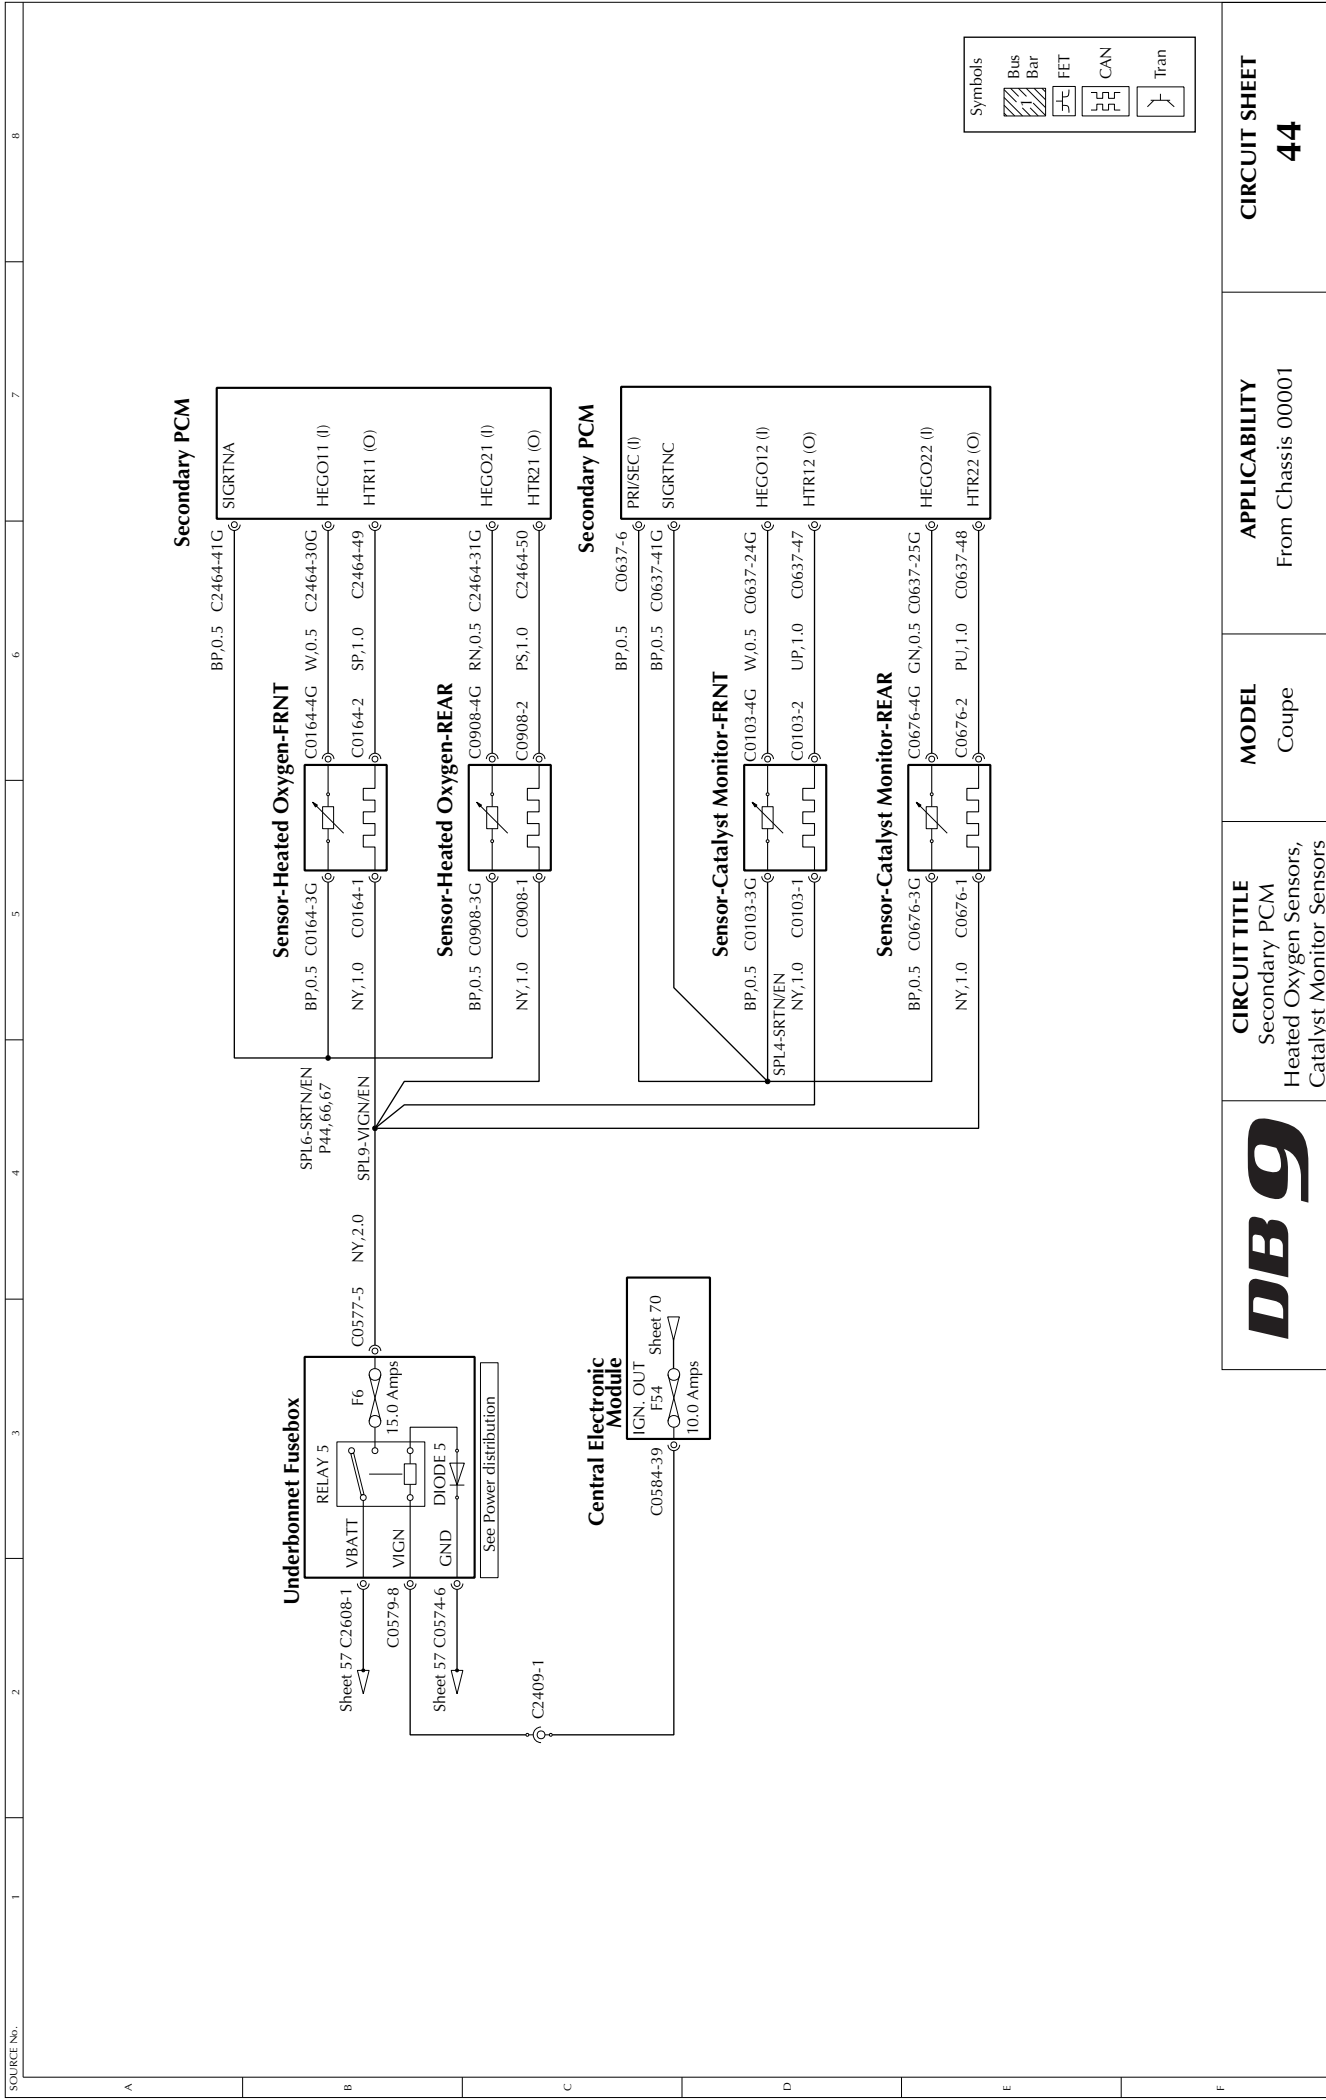 SOURCE No.
1
2
3
4
5
6
7
8
A
B
C
D
E
F
Underbonnet Fusebox
RELAY 5
F6
15.0 Amps
VBATT
VIGN
GND
DIODE 5
See Power distribution
Sheet 57 C2608-1
C0579-8
Sheet 57 C0574-6
C2409-1
C0577-5
NY,2.0
Central Electronic
Module
IGN. OUT
F54
Sheet 70
10.0 Amps
C0584-39
SPL6-SRTN/EN
P44,66,67
SPL9-VIGN/EN
SPL4-SRTN/EN
Secondary PCM
BP,0.5 C2464-41G
SIGRTNA
Sensor-Heated Oxygen-FRNT
BP,0.5 C0164-3G
C0164-4G W,0.5 C2464-30G
HEGO11 (I)
NY,1.0 C0164-1
C0164-2 SP,1.0 C2464-49
HTR11 (O)
Sensor-Heated Oxygen-REAR
BP,0.5 C0908-3G
C0908-4G RN,0.5 C2464-31G
HEGO21 (I)
NY,1.0 C0908-1
C0908-2 PS,1.0 C2464-50
HTR21 (O)
Secondary PCM
BP,0.5 C0637-6
PRI/SEC (I)
BP,0.5 C0637-41G
SIGRTNC
Sensor-Catalyst Monitor-FRNT
BP,0.5 C0103-3G
C0103-4G W,0.5 C0637-24G
HEGO12 (I)
NY,1.0 C0103-1
C0103-2 UP,1.0 C0637-47
HTR12 (O)
Sensor-Catalyst Monitor-REAR
BP,0.5 C0676-3G
C0676-4G GN,0.5 C0637-25G
HEGO22 (I)
NY,1.0 C0676-1
C0676-2 PU,1.0 C0637-48
HTR22 (O)
Symbols
1
Bus
Bar
FET
CAN
Tran
DB 9
CIRCUIT TITLE
Secondary PCM
Heated Oxygen Sensors,
Catalyst Monitor Sensors
MODEL
Coupe
APPLICABILITY
From Chassis 00001
CIRCUIT SHEET
44